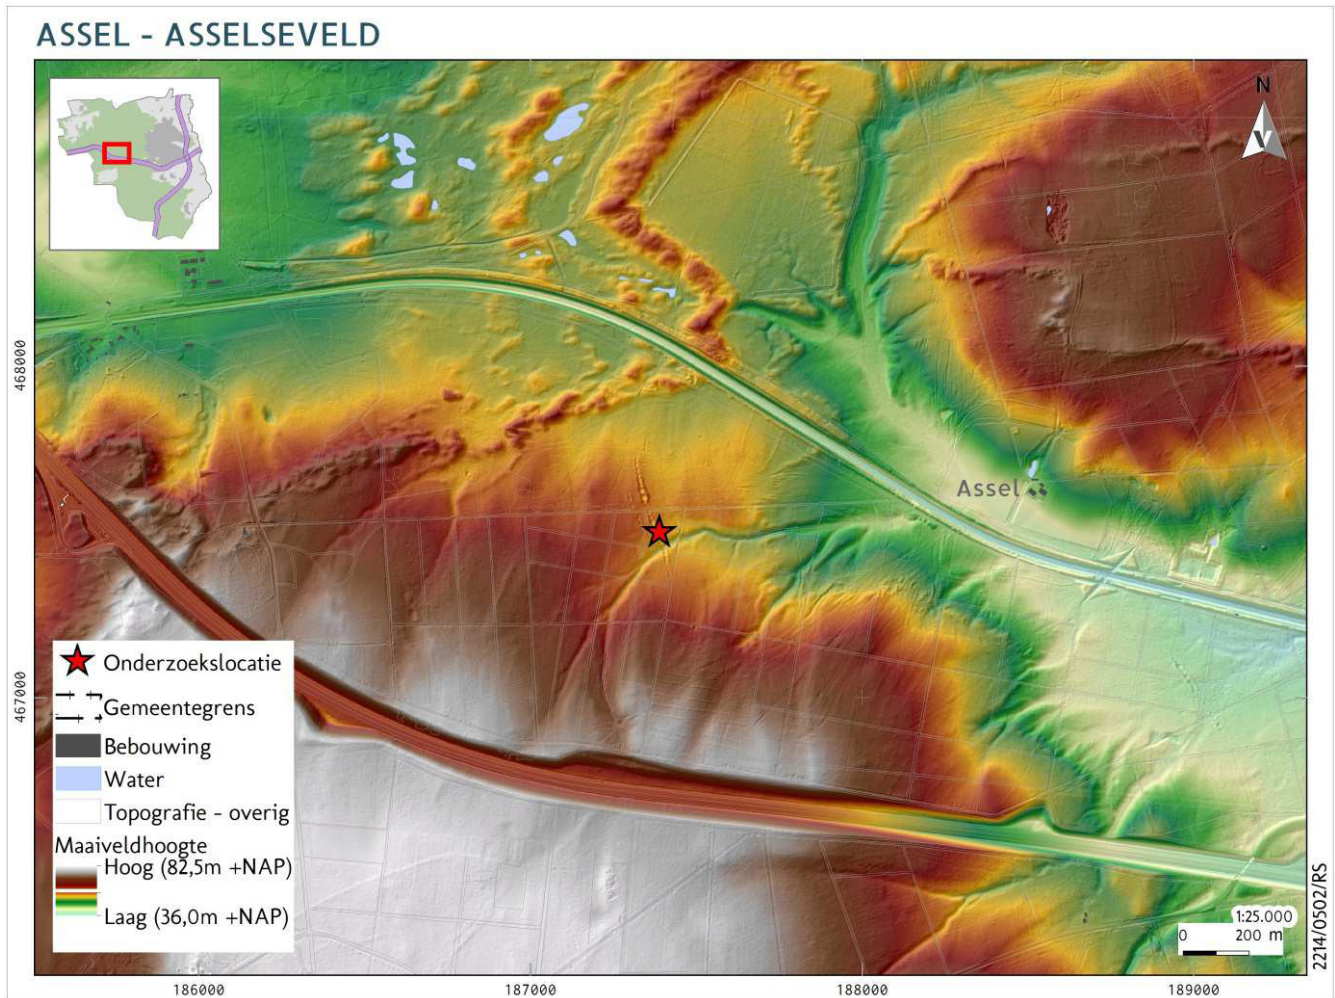 ASSEL - ASSELSEVELD
N
468000
467000
Assel
Onderzoekslocatie
Gemeentegrens
Bebouwing
Water
Topografie - overig
Maaiveldhoogte
Hoog (82,5m +NAP)
Laag (36,0m +NAP)
1:25.000
0 200 m
2214/0502/RS
186000 187000 188000 189000